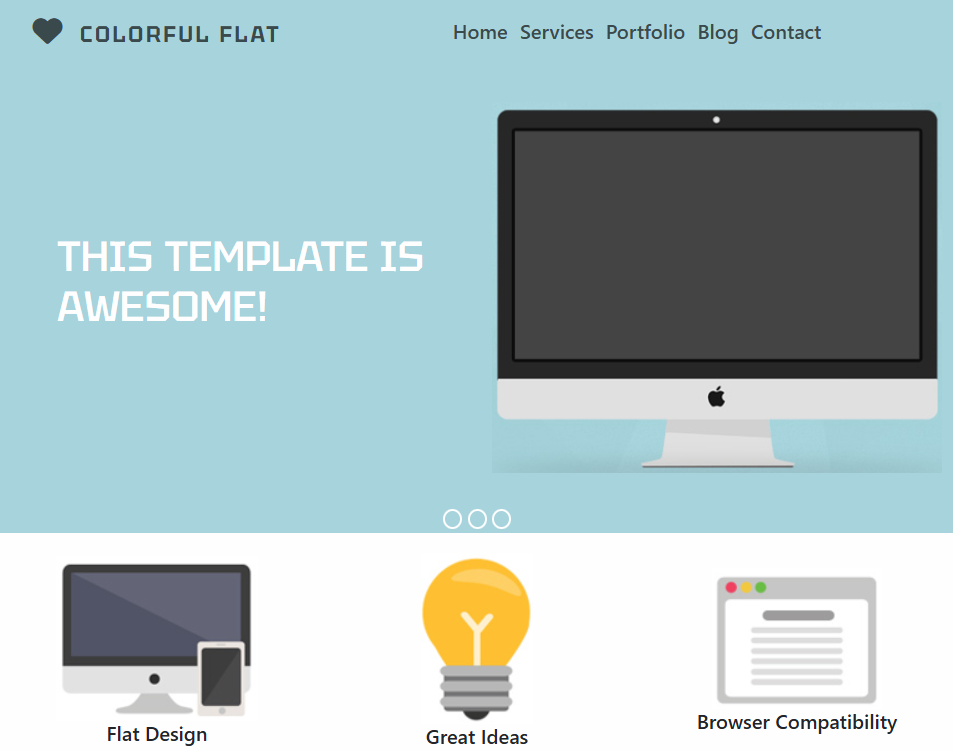 COLORFUL FLAT
Home Services Portfolio Blog Contact
THIS TEMPLATE IS
AWESOME!
Flat Design
Great Ideas
Browser Compatibility